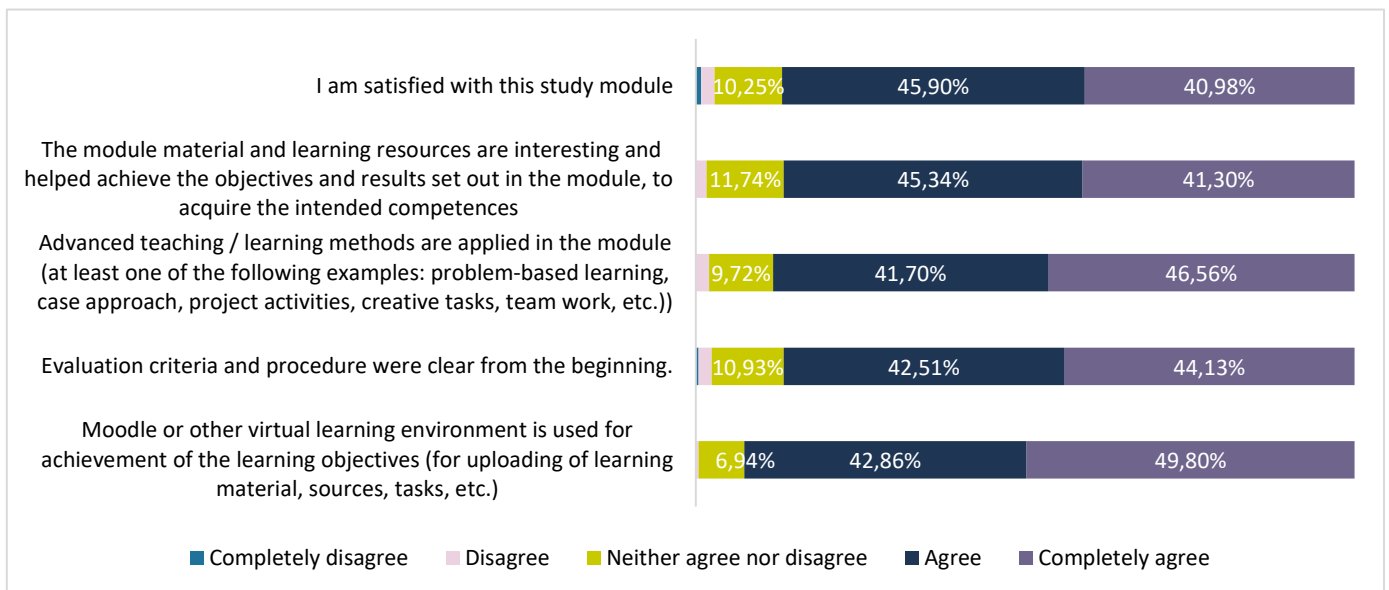 I am satisfied with this study module
10,25% 45,90% 40,98%
The module material and learning resources are interesting and
helped achieve the objectives and results set out in the module, to
acquire the intended competences
11,74% 45,34% 41,30%
Advanced teaching / learning methods are applied in the module
(at least one of the following examples: problem-based learning,
case approach, project activities, creative tasks, team work, etc.))
9,72% 41,70% 46,56%
Evaluation criteria and procedure were clear from the beginning.
10,93% 42,51% 44,13%
Moodle or other virtual learning environment is used for
achievement of the learning objectives (for uploading of learning
material, sources, tasks, etc.)
6,94% 42,86% 49,80%
Completely disagree Disagree Neither agree nor disagree Agree Completely agree